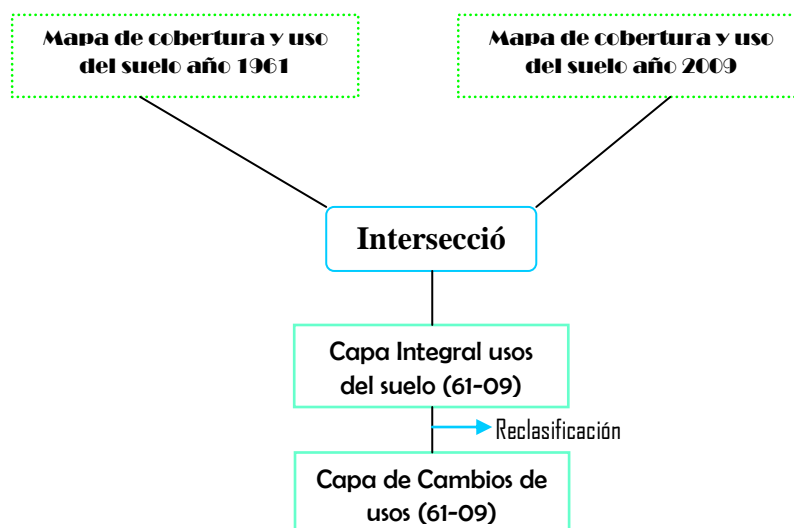 Mapa de cobertura y uso
del suelo año 1961
Mapa de cobertura y uso
del suelo año 2009
Intersecció
Capa Integral usos
del suelo (61-09)
Reclasificación
Capa de Cambios de
usos (61-09)